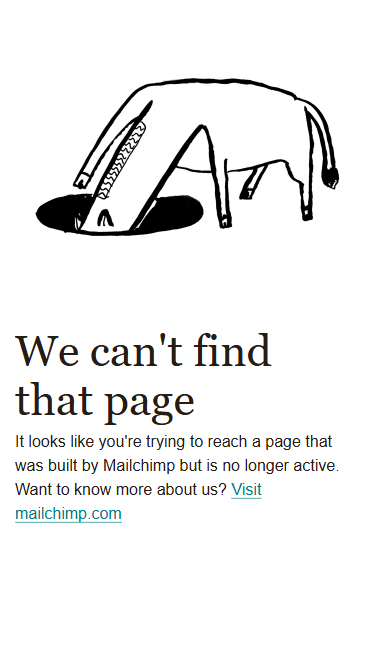 We can't find
that page
It looks like you're trying to reach a page that
was built by Mailchimp but is no longer active.
Want to know more about us? Visit
mailchimp.com